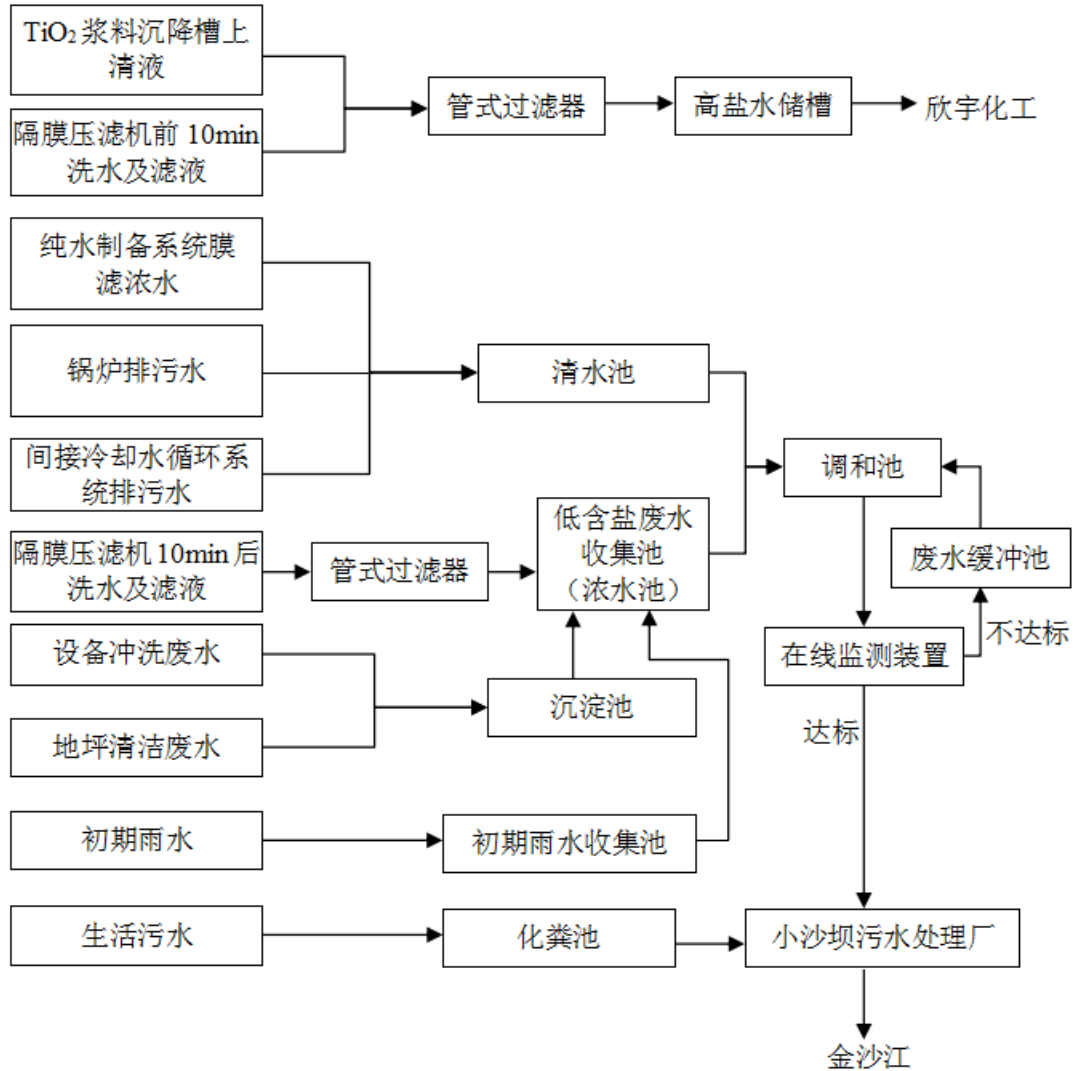 TiO₂浆料沉降槽上
清液
管式过滤器
高盐水储槽
欣宇化工
隔膜压滤机前 10min
洗水及滤液
纯水制备系统膜
滤浓水
锅炉排污水
清水池
间接冷却水循环系
统排污水
调和池
低含盐废水
收集池
（浓水池）
隔膜压滤机10min后
洗水及滤液
管式过滤器
废水缓冲池
不达标
设备冲洗废水
在线监测装置
沉淀池
地坪清洁废水
达标
初期雨水
初期雨水收集池
生活污水
化粪池
小沙坝污水处理厂
金沙江